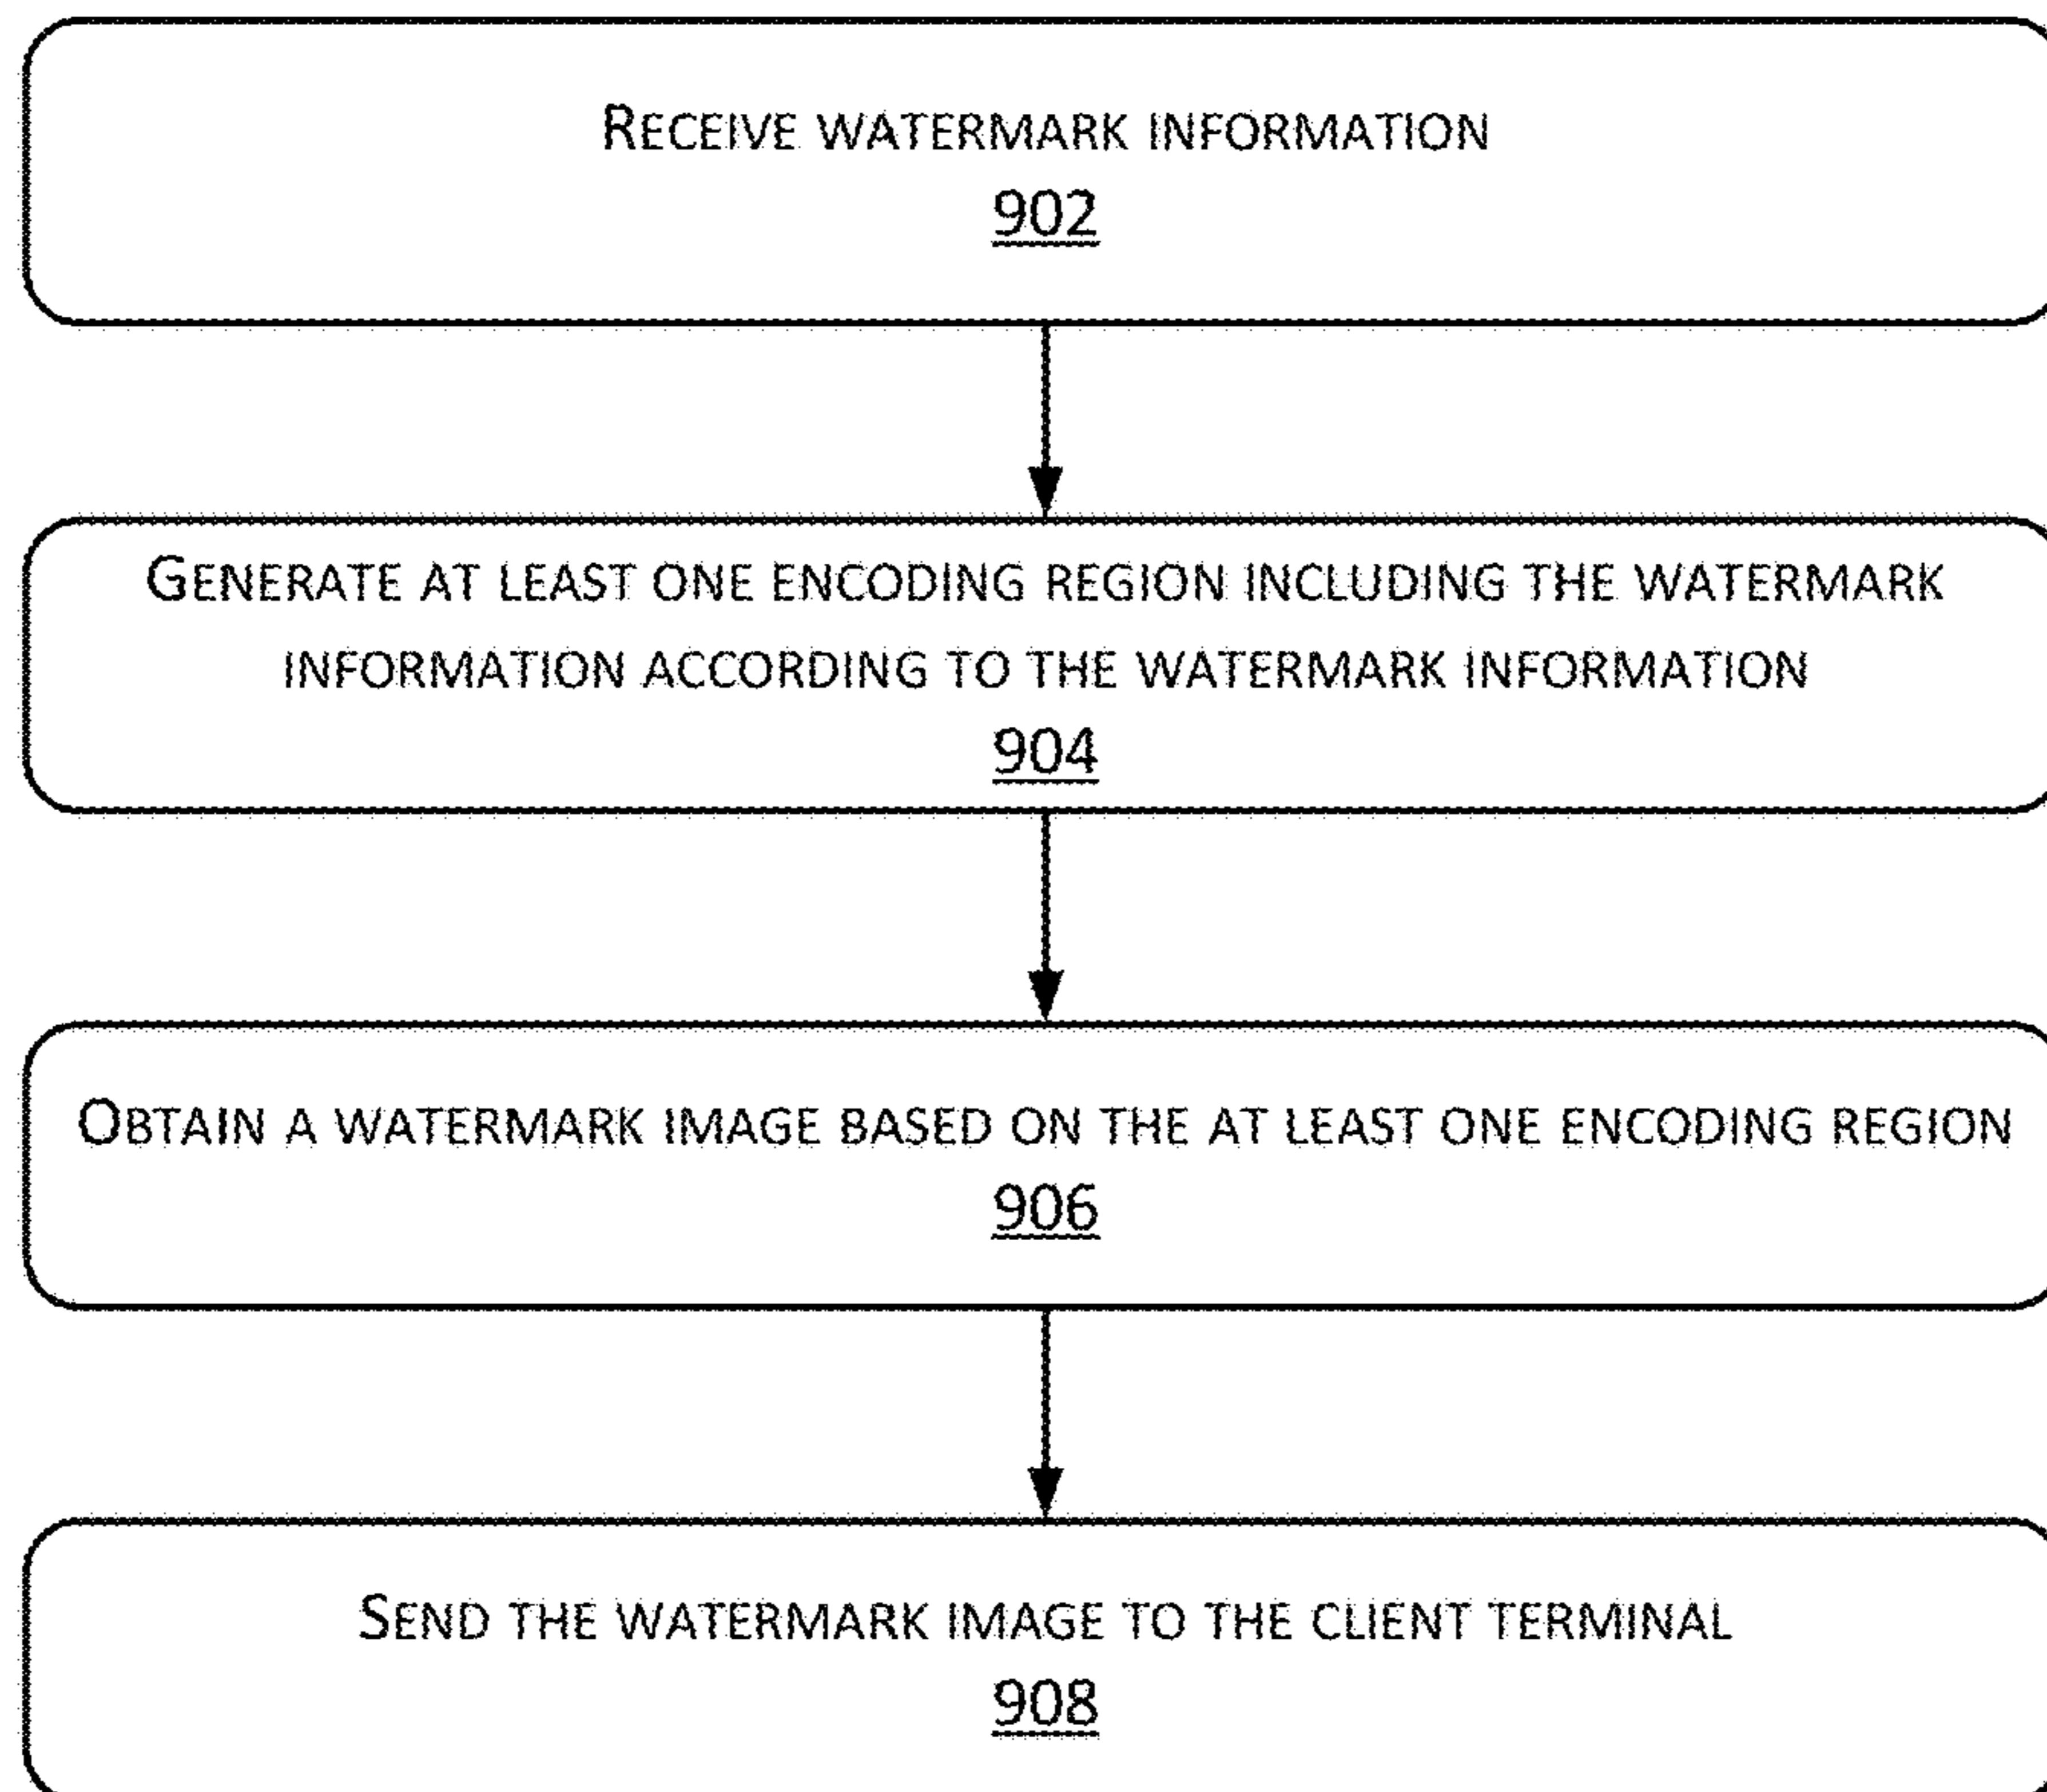 RECEIVE WATERMARK INFORMATION
902
GENERATE AT LEAST ONE ENCODING REGION INCLUDING THE WATERMARK
INFORMATION ACCORDING TO THE WATERMARK INFORMATION
904
OBTAIN A WATERMARK IMAGE BASED ON THE AT LEAST ONE ENCODING REGION
906
SEND THE WATERMARK IMAGE TO THE CLIENT TERMINAL
908